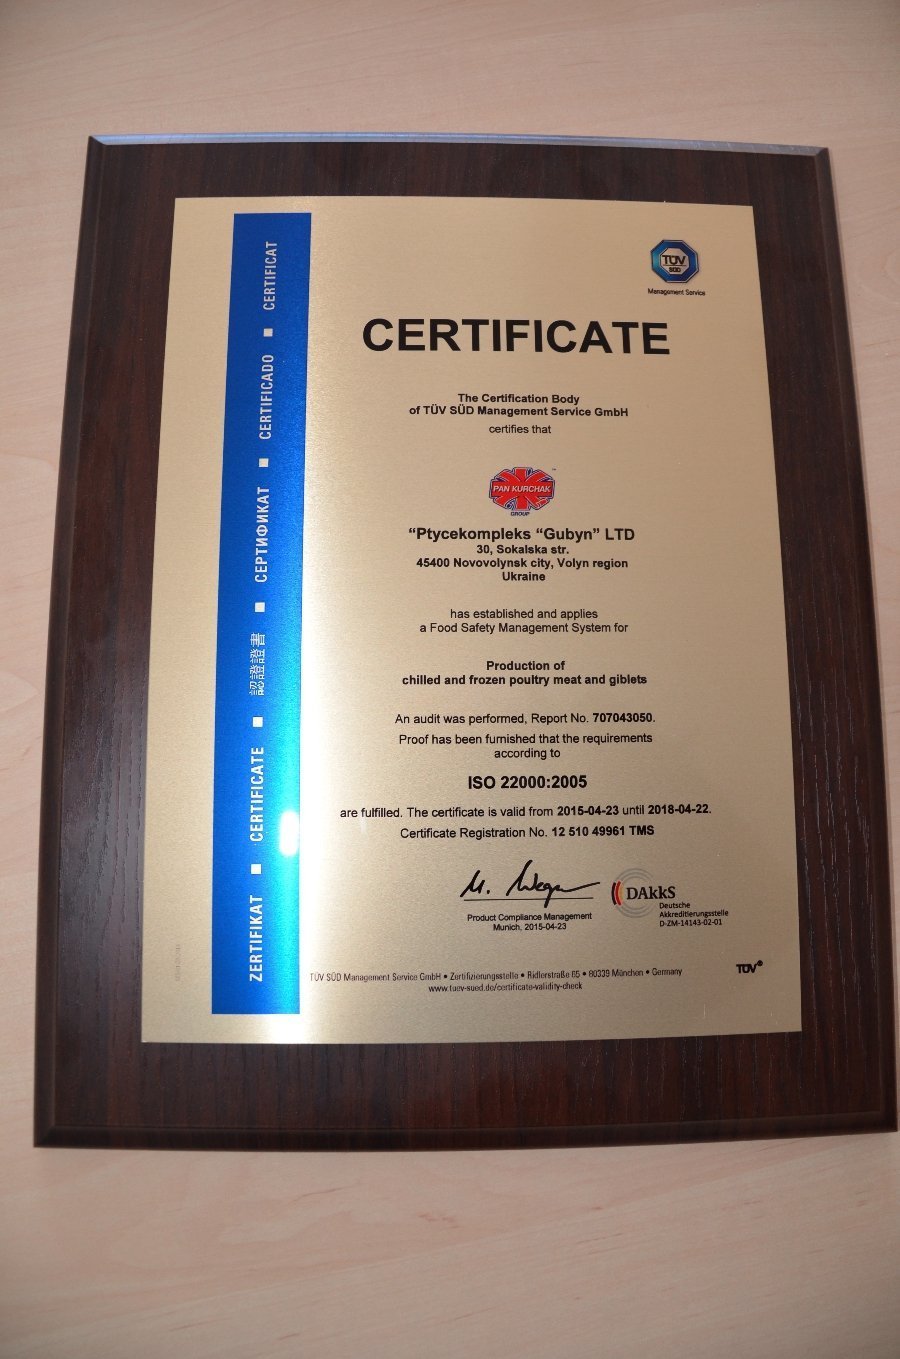 TÜV
SÜD
Management Service
CERTIFICATE
The Certification Body
of TÜV SÜD Management Service GmbH
certifies that
PAN KURCHAK
GROUP
“Ptycekompleks “Gubyn” LTD
30, Sokalska str.
45400 Novovolynsk city, Volyn region
Ukraine
has established and applies
a Food Safety Management System for
Production of
chilled and frozen poultry meat and giblets
An audit was performed, Report No. 707043050.
Proof has been furnished that the requirements
according to
ISO 22000:2005
are fulfilled. The certificate is valid from 2015-04-23 until 2018-04-22.
Certificate Registration No. 12 510 49961 TMS
Product Compliance Management
Munich, 2015-04-23
DAkkS
Deutsche
Akkreditierungsstelle
D-ZM-14143-02-01
TÜV SÜD Management Service GmbH • Zertifizierungsstelle • Ridlerstraße 65 • 80339 München • Germany
www.tuev-sued.de/certificate-validity-check
TÜV®
ZERTIFIKAT ■ CERTIFICATE ■ 認證證書 ■ СЕРТИФИКАТ ■ CERTIFICADO ■ CERTIFICAT